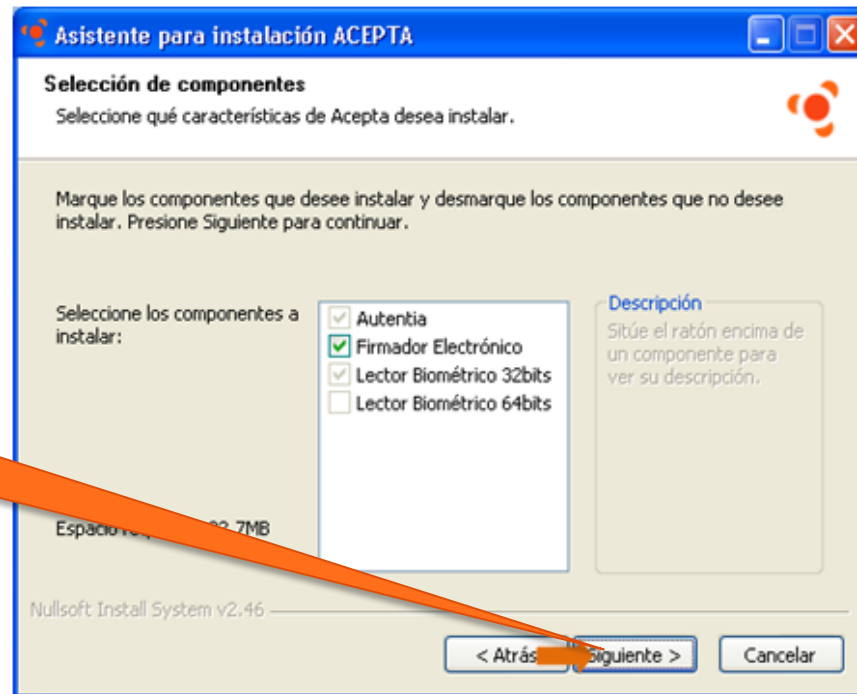 Asistente para instalación ACEPTA
Selección de componentes
Seleccione qué características de Acepta desea instalar.
Marque los componentes que desee instalar y desmarque los componentes que no desee
instalar. Presione Siguiente para continuar.
Seleccione los componentes a
instalar:
Autentia
Firmador Electrónico
Lector Biométrico 32bits
Lector Biométrico 64bits
Descripción
Sitúe el ratón encima de
un componente para
ver su descripción.
Espacio
Nullsoft Install System v2.46
< Atrás
Siguiente >
Cancelar